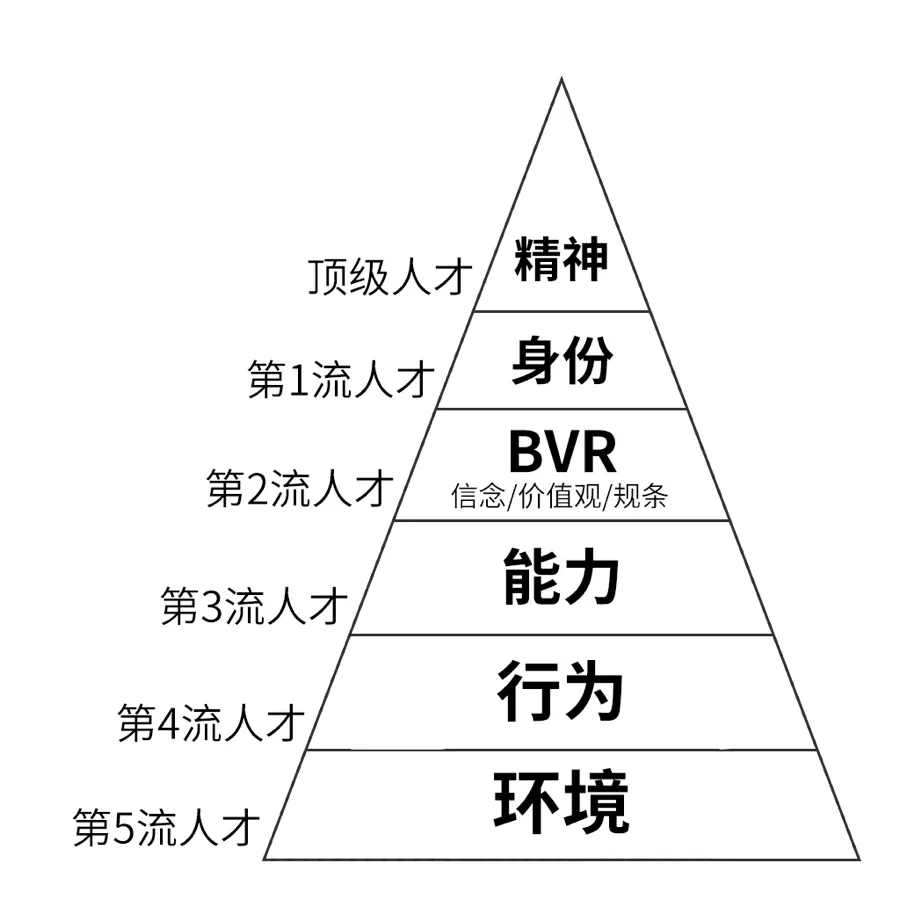 精神
顶级人才
身份
第1流人才
BVR
第2流人才
信念/价值观/规条
能力
第3流人才
行为
第4流人才
环境
第5流人才